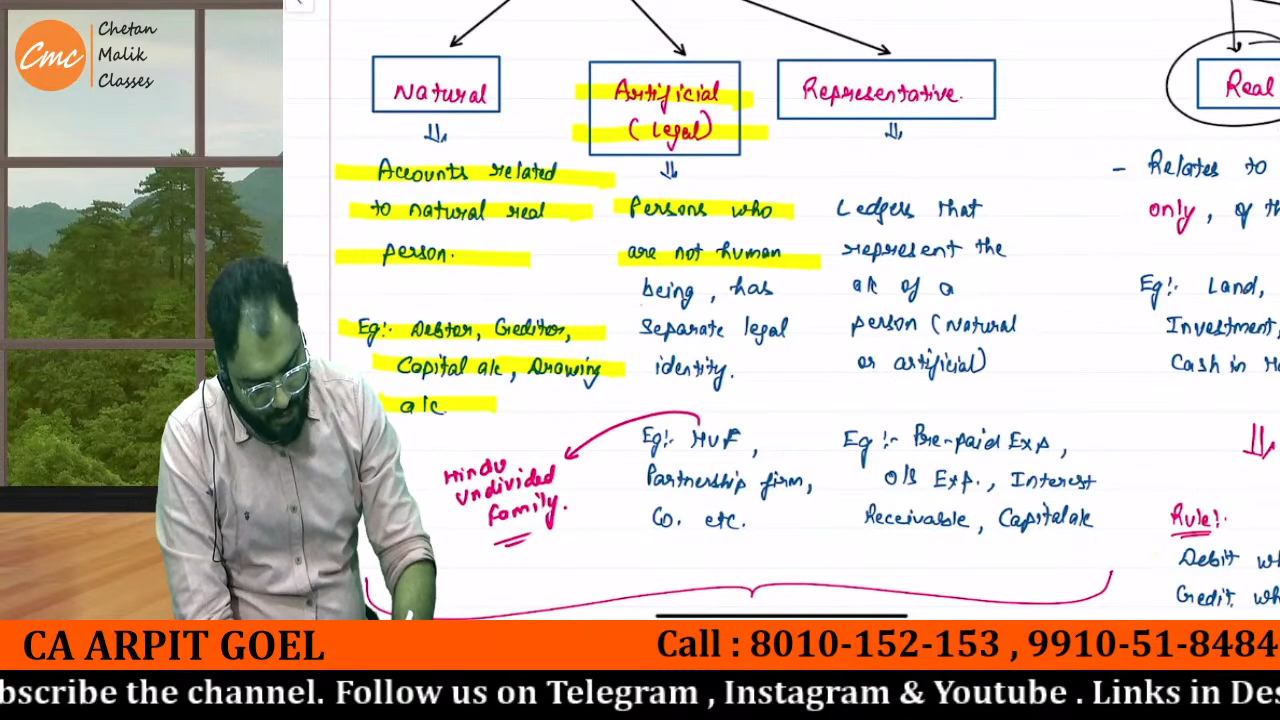 Chetan
Malik
Classes
Cmc
Natural
Accounts related
to natural real
person.
Eg:- Debtor, Creditor,
Capital a/c, Drawing
a/c
Artificial
(Legal)
Persons who
are not human
being, has
Separate legal
identity.
Eg:- HUF,
Partnership firm,
Co. etc.
Hindu
Undivided
family.
Representative.
Ledgers that
represent the
a/c of a
person (Natural
or artificial)
Eg :- Pre-paid Exp,
O/S Exp., Interest
Receivable, Capital a/c
Real
- Relates to
only, of
Eg:- Land,
Investment,
Cash in
Rule:
Debit
Credit
CA ARPIT GOEL
Call : 8010-152-153 , 9910-51-8484
bscribe the channel. Follow us on Telegram , Instagram & Youtube . Links in Des